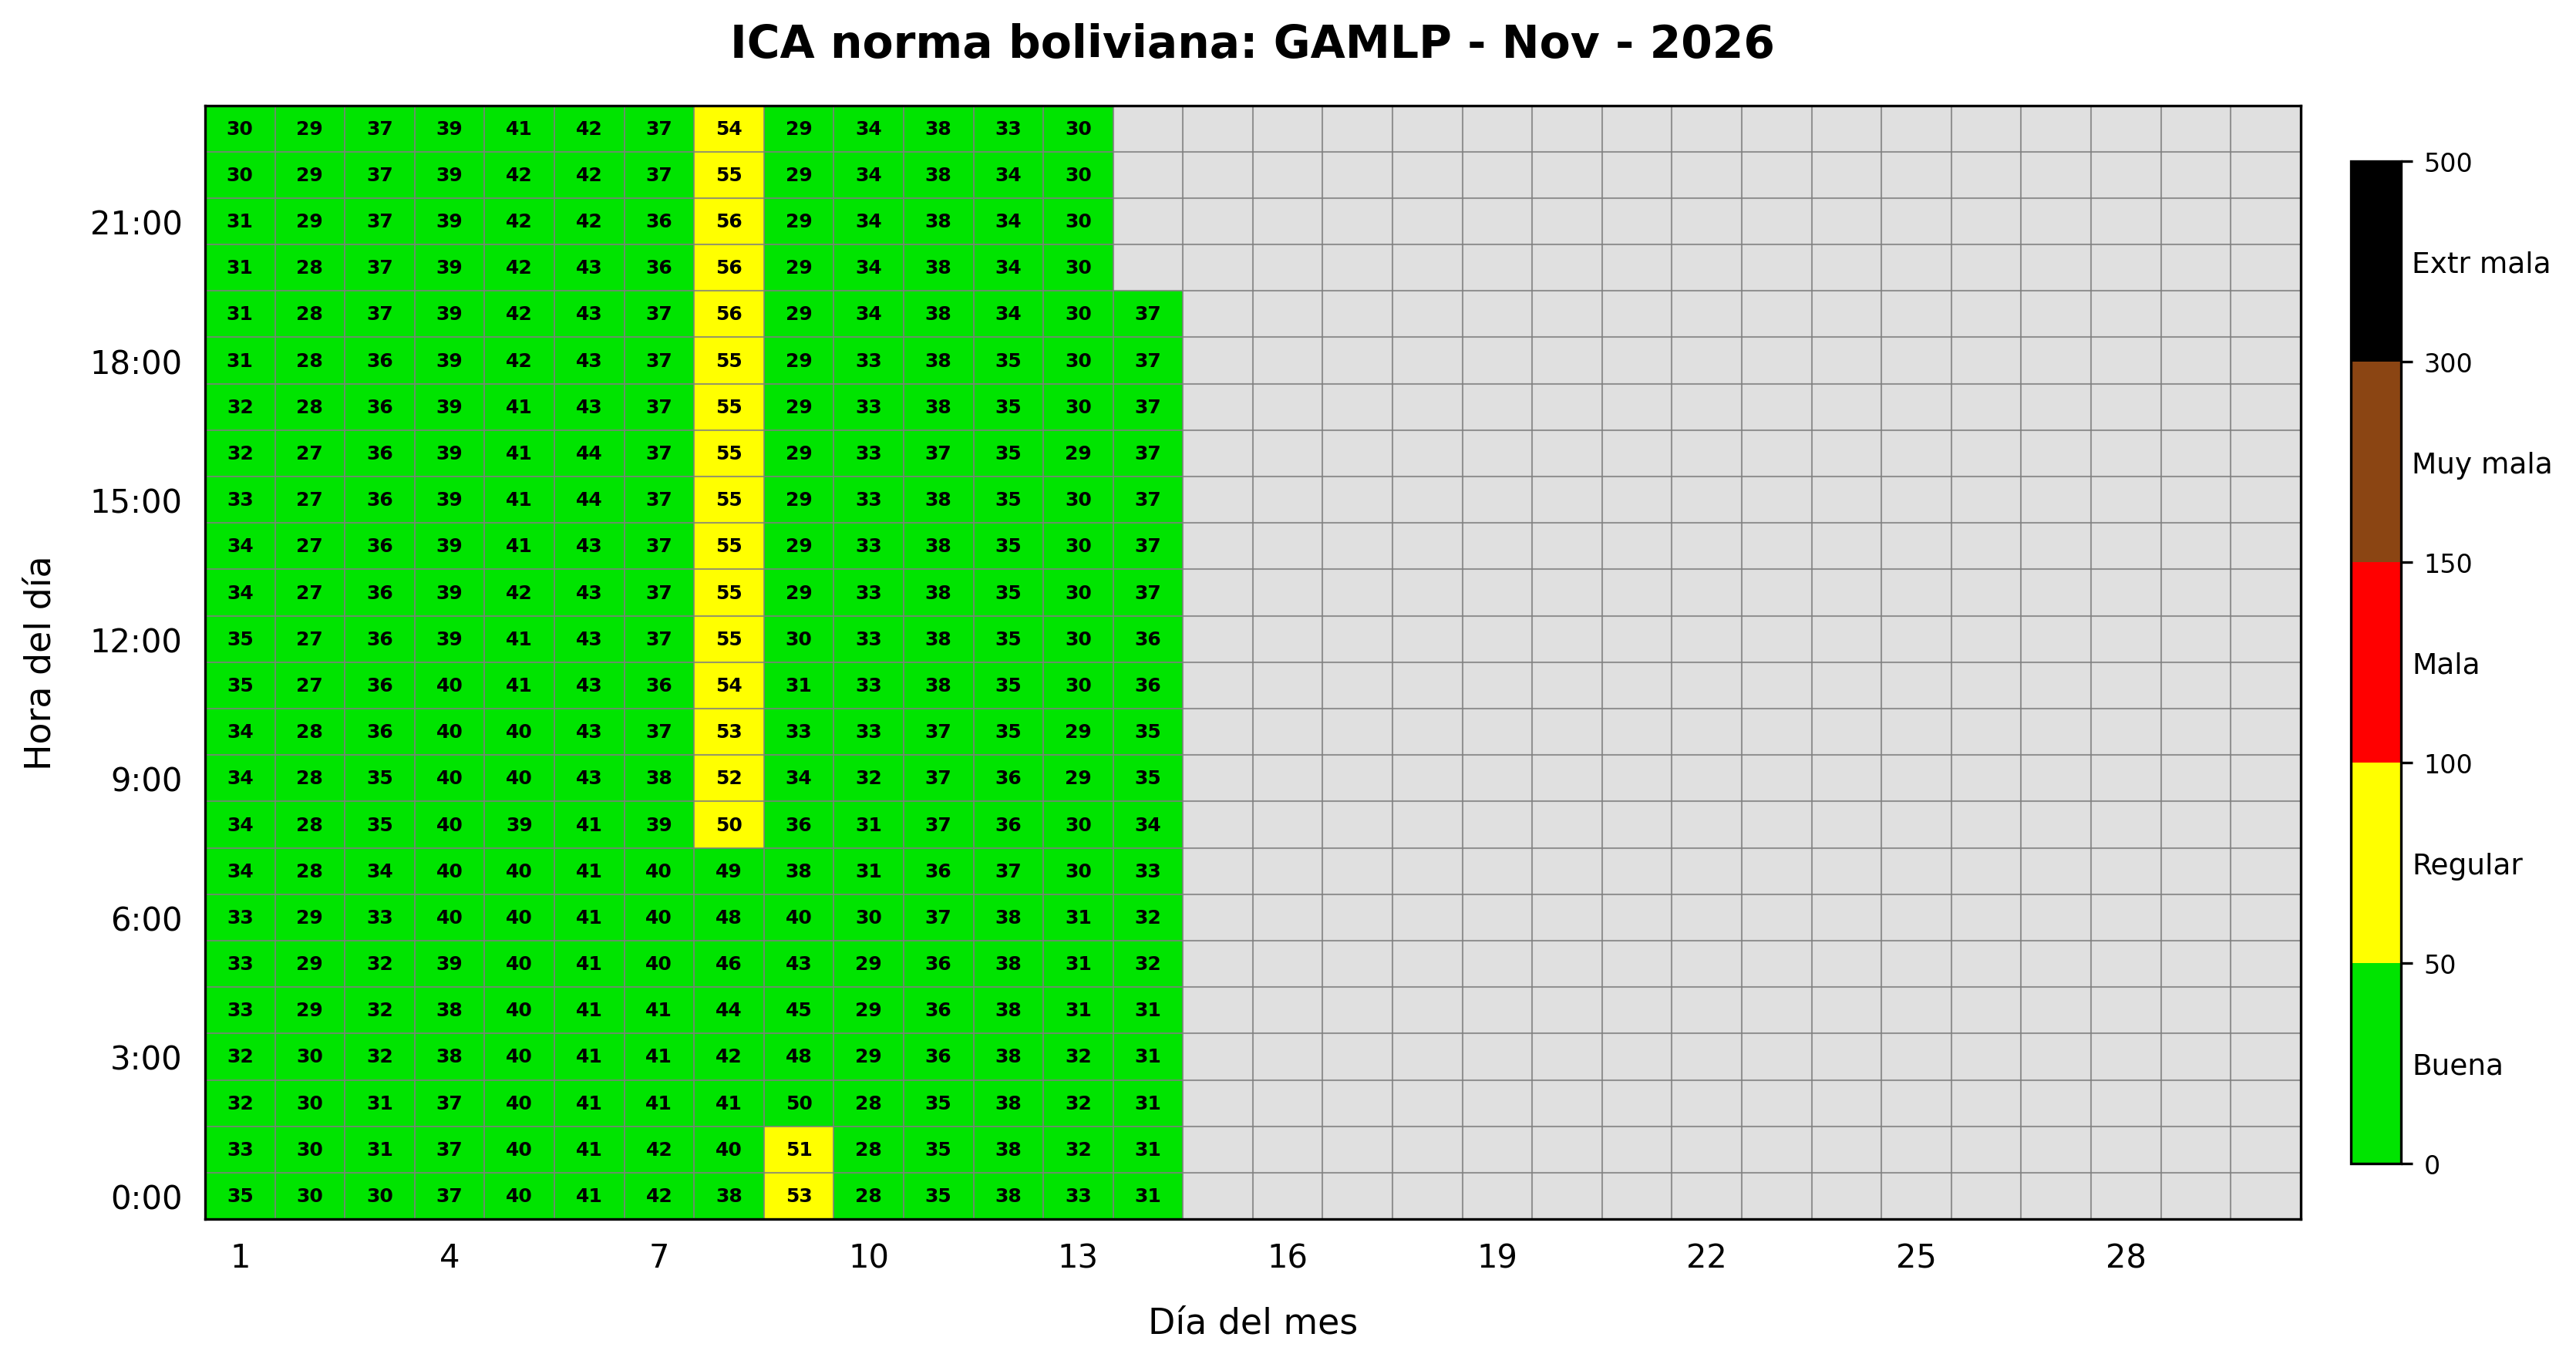 ICA norma boliviana: GAMLP - Nov - 2026
30 29 37 39 41 42 37 54 29 34 38 33 30
30 29 37 39 42 42 37 55 29 34 38 34 30
21:00 31 29 37 39 42 42 36 56 29 34 38 34 30
31 28 37 39 42 43 36 56 29 34 38 34 30
31 28 37 39 42 43 37 56 29 34 38 34 30 37
18:00 31 28 36 39 42 43 37 55 29 33 38 35 30 37
32 28 36 39 41 43 37 55 29 33 38 35 30 37
32 27 36 39 41 44 37 55 29 33 37 35 29 37
15:00 33 27 36 39 41 44 37 55 29 33 38 35 30 37
34 27 36 39 41 43 37 55 29 33 38 35 30 37
34 27 36 39 42 43 37 55 29 33 38 35 30 37
12:00 35 27 36 39 41 43 37 55 30 33 38 35 30 36
35 27 36 40 41 43 36 54 31 33 38 35 30 36
34 28 36 40 40 43 37 53 33 33 37 35 29 35
9:00 34 28 35 40 40 43 38 52 34 32 37 36 29 35
34 28 35 40 39 41 39 50 36 31 37 36 30 34
34 28 34 40 40 41 40 49 38 31 36 37 30 33
6:00 33 29 33 40 40 41 40 48 40 30 37 38 31 32
33 29 32 39 40 41 40 46 43 29 36 38 31 32
33 29 32 38 40 41 41 44 45 29 36 38 31 31
3:00 32 30 32 38 40 41 41 42 48 29 36 38 32 31
32 30 31 37 40 41 41 41 50 28 35 38 32 31
33 30 31 37 40 41 42 40 51 28 35 38 32 31
0:00 35 30 30 37 40 41 42 38 53 28 35 38 33 31
1 4 7 10 13 16 19 22 25 28
Día del mes
Hora del día
500
Extr mala
300
Muy mala
150
Mala
100
Regular
50
Buena
0